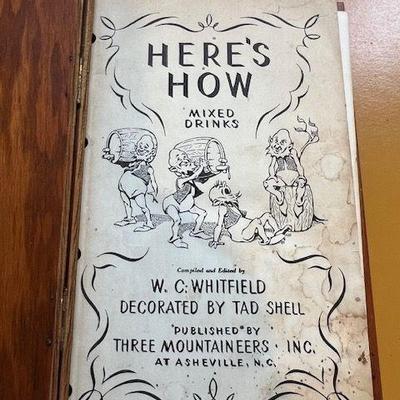 HERE'S
HOW
MIXED
DRINKS
Compiled and Edited by
W. C. WHITFIELD
DECORATED BY TAD SHELL
"PUBLISHED" BY
THREE MOUNTAINEERS · INC.
AT ASHEVILLE, N.C.